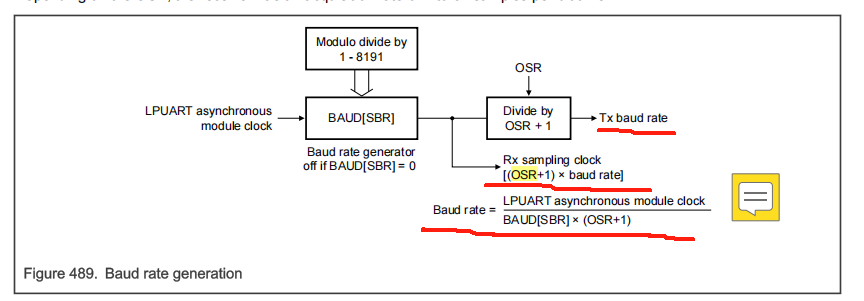 Modulo divide by
1 - 8191
OSR
LPUART asynchronous
module clock
BAUD[SBR]
Divide by
OSR + 1
Tx baud rate
Baud rate generator
off if BAUD[SBR] = 0
Rx sampling clock
[(OSR+1) × baud rate]
Baud rate =
LPUART asynchronous module clock
BAUD[SBR] × (OSR+1)
Figure 489. Baud rate generation